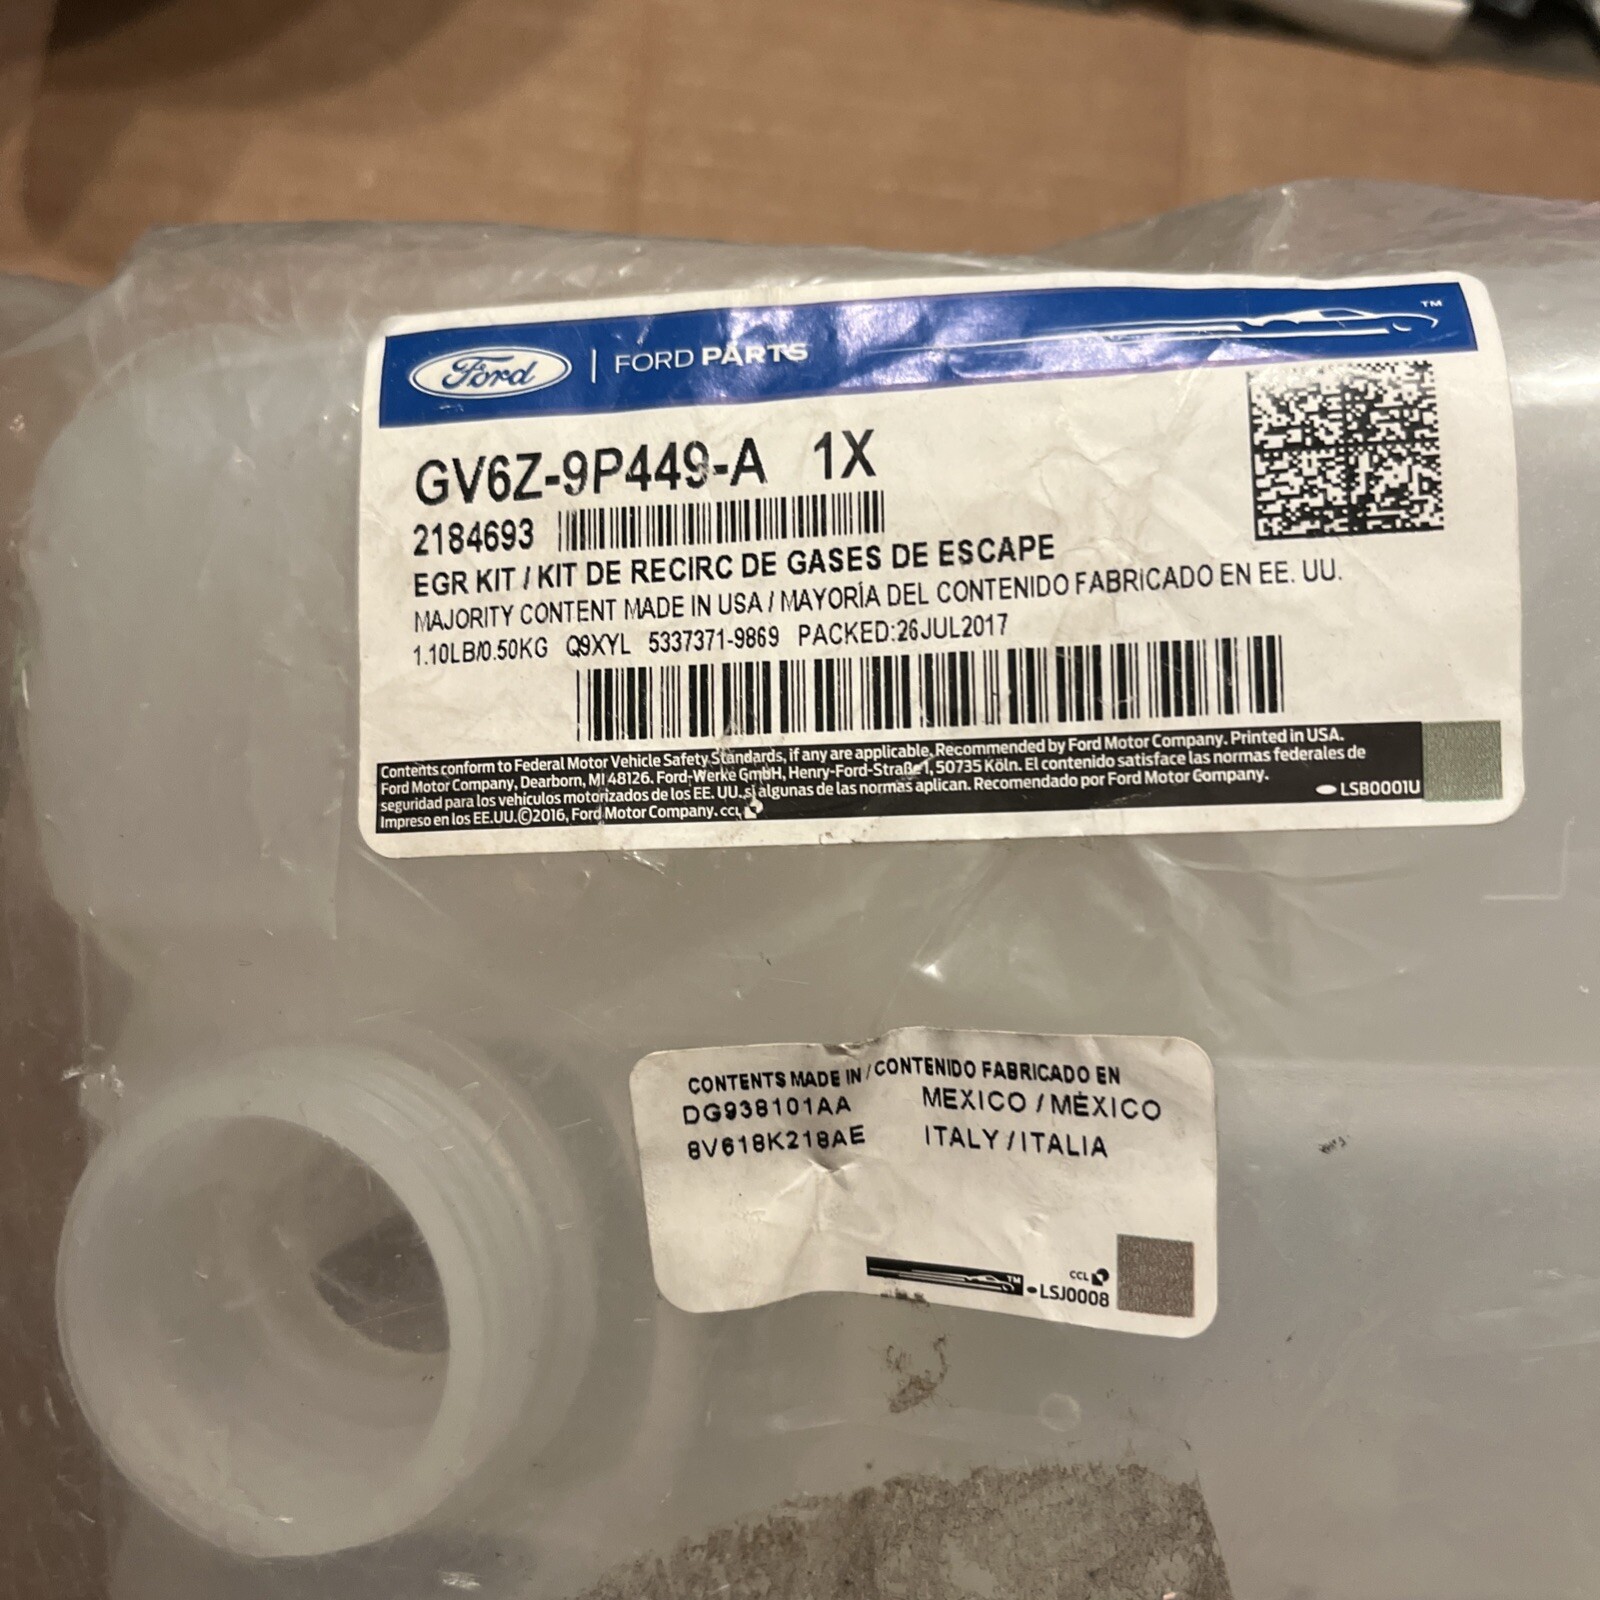 Ford | FORD PARTS TM
GV6Z-9P449-A 1X
2184693
EGR KIT / KIT DE RECIRC DE GASES DE ESCAPE
MAJORITY CONTENT MADE IN USA / MAYORÍA DEL CONTENIDO FABRICADO EN EE. UU.
1.10LB/0.50KG Q9XYL 5337371-9869 PACKED:26JUL2017
Contents conform to Federal Motor Vehicle Safety Standards, if any are applicable. Recommended by Ford Motor Company. Printed in USA.
Ford Motor Company, Dearborn, MI 48126. Ford-Werke GmbH, Henry-Ford-Straße 1, 50735 Köln. El contenido satisface las normas federales de
seguridad para los vehículos motorizados de los EE. UU. si algunas de las normas aplican. Recomendado por Ford Motor Company.
Impreso en los EE.UU.©2016, Ford Motor Company. CCL
LSB0001U
CONTENTS MADE IN / CONTENIDO FABRICADO EN
DG938101AA MEXICO / MÉXICO
8V618K218AE ITALY / ITALIA
TM CCL
LSJ0008